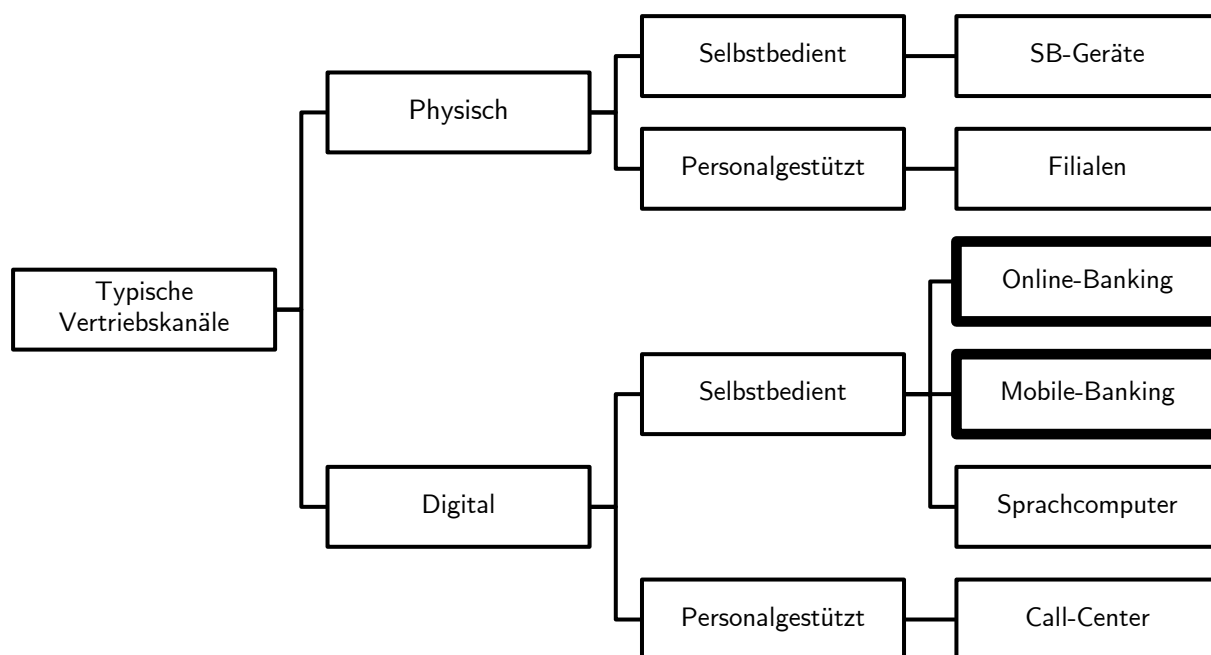 Selbstbedient
SB-Geräte
Physisch
Personalgestützt
Filialen
Online-Banking
Typische
Vertriebskanäle
Selbstbedient
Mobile-Banking
Digital
Sprachcomputer
Personalgestützt
Call-Center